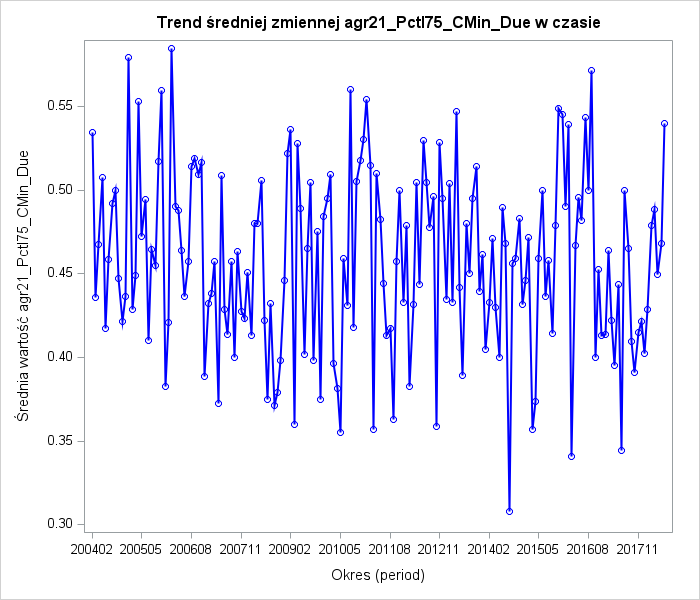 Trend średniej zmiennej agr21_Pctl75_CMin_Due w czasie
Średnia wartość agr21_Pctl75_CMin_Due
0.55
0.50
0.45
0.40
0.35
0.30
200402 200505 200608 200711 200902 201005 201108 201211 201402 201505 201608 201711
Okres (period)